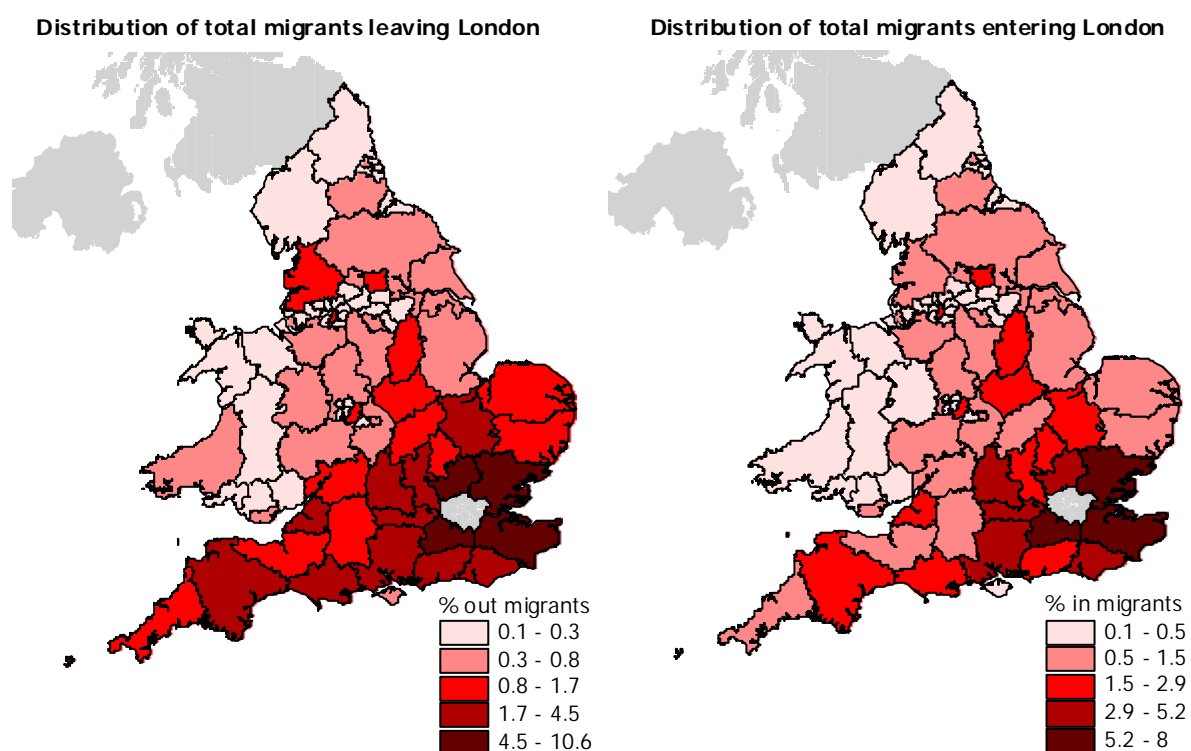 Distribution of total migrants leaving London
% out migrants
0.1 - 0.3
0.3 - 0.8
0.8 - 1.7
1.7 - 4.5
4.5 - 10.6
Distribution of total migrants entering London
% in migrants
0.1 - 0.5
0.5 - 1.5
1.5 - 2.9
2.9 - 5.2
5.2 - 8